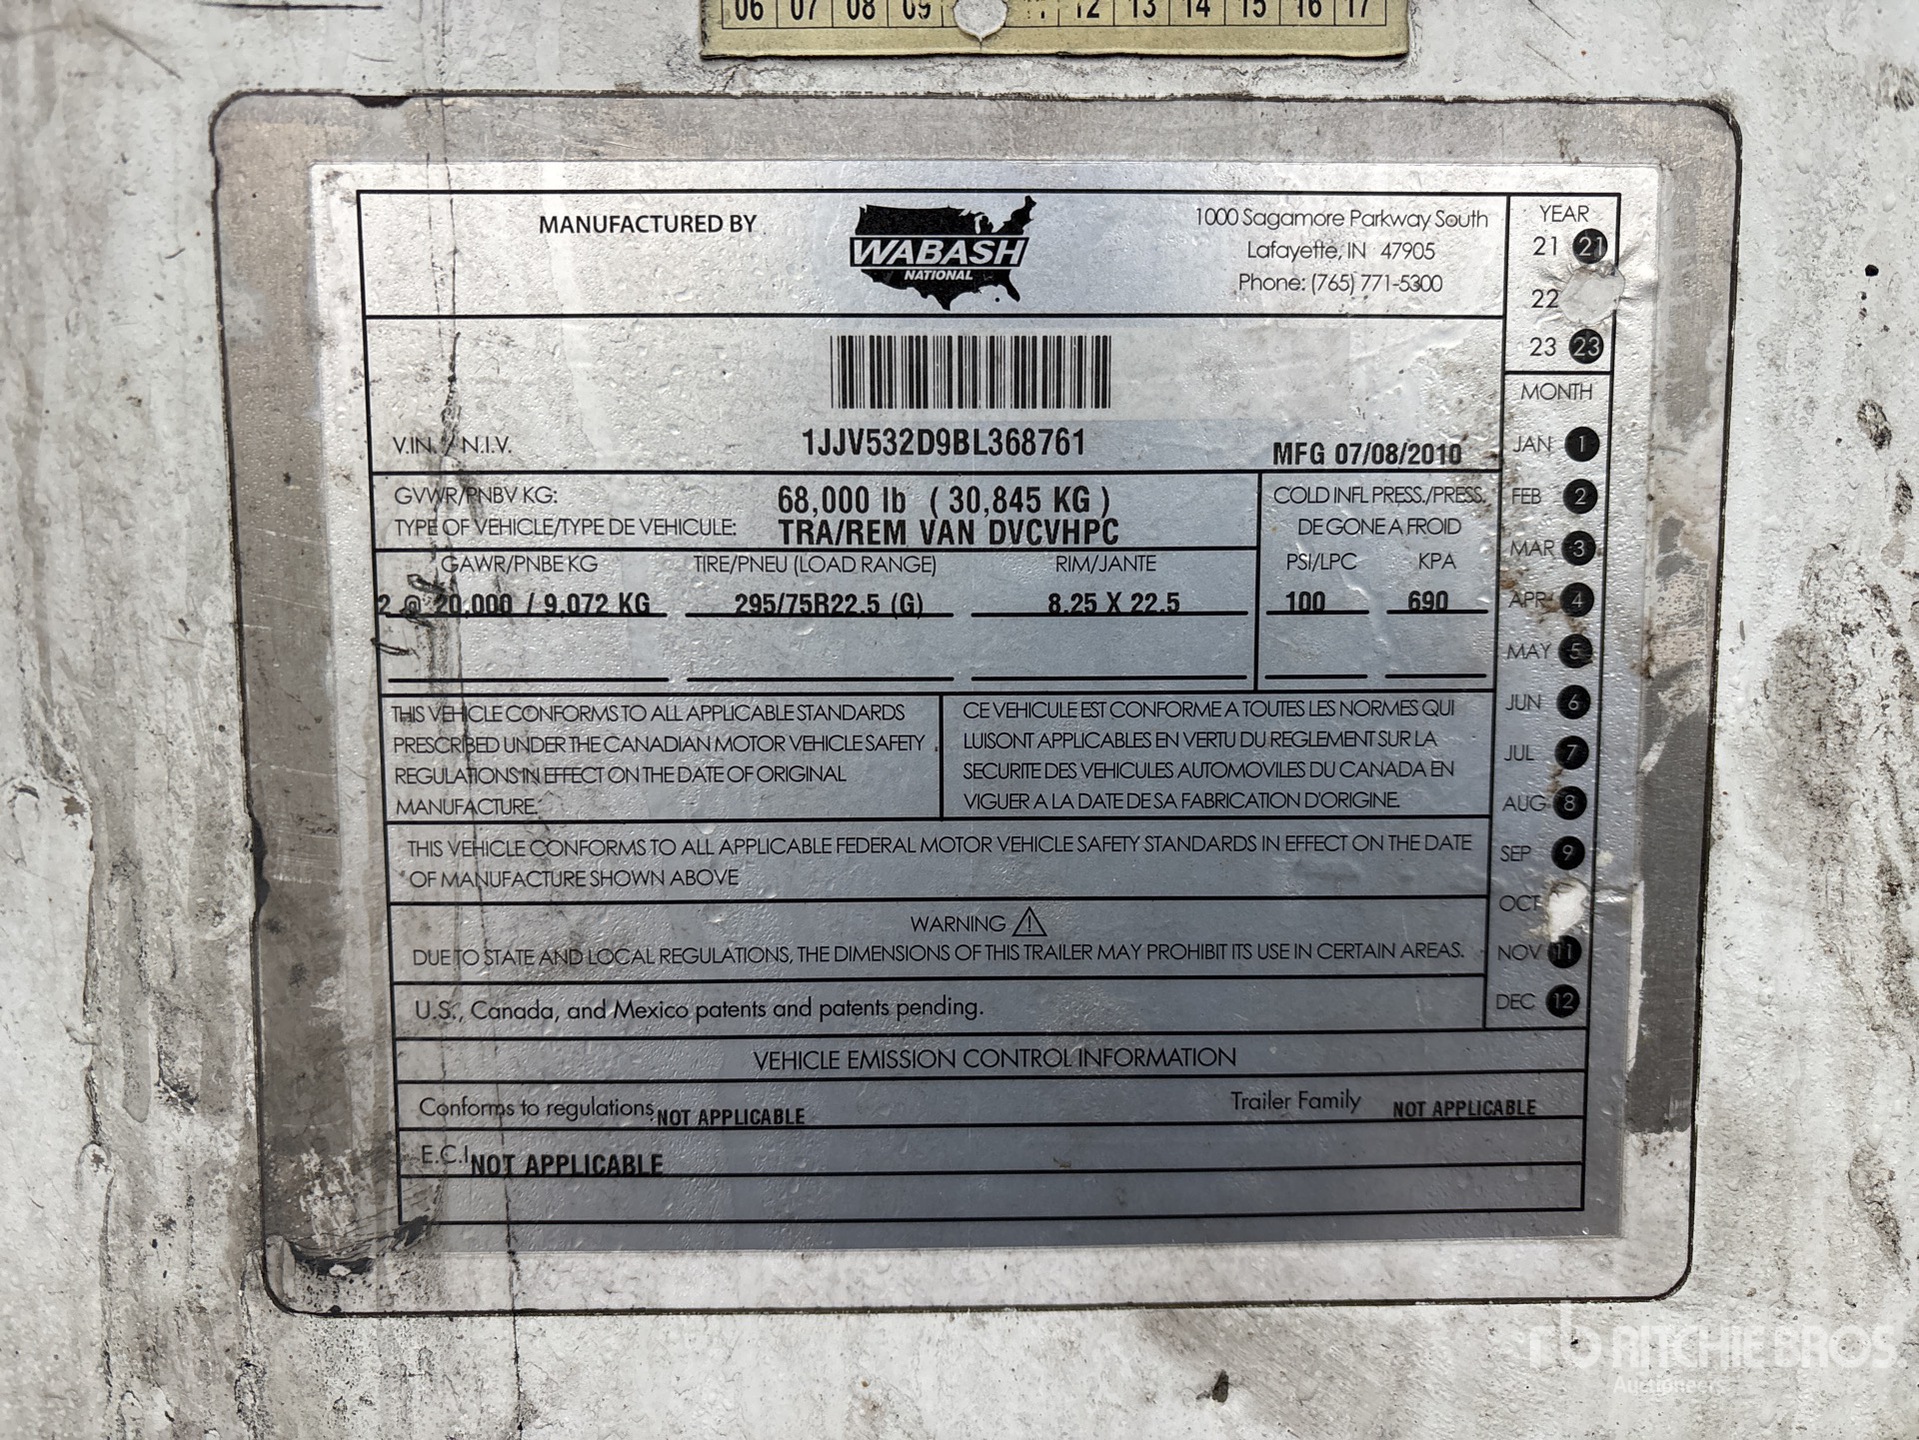 06 07 08 09 11 12 13 14 15 16 17
MANUFACTURED BY
WABASH
NATIONAL
1000 Sagamore Parkway South
Lafayette, IN 47905
Phone: (765) 771-5300
YEAR
21 21
22
23 23
MONTH
JAN 1
FEB 2
MAR 3
APR 4
MAY 5
JUN 6
JUL 7
AUG 8
SEP 9
OCT
NOV 11
DEC 12
V.I.N. / N.I.V.
1JJV532D9BL368761
MFG 07/08/2010
GVWR/PNBV KG: 68,000 lb ( 30,845 KG )
TYPE OF VEHICLE/TYPE DE VEHICULE: TRA/REM VAN DVCVHPC
COLD INFL PRESS./PRESS.
DE GONE A FROID
GAWR/PNBE KG TIRE/PNEU (LOAD RANGE) RIM/JANTE PSI/LPC KPA
2 @ 20,000 / 9,072 KG 295/75R22.5 (G) 8.25 X 22.5 100 690
THIS VEHICLE CONFORMS TO ALL APPLICABLE STANDARDS
PRESCRIBED UNDER THE CANADIAN MOTOR VEHICLE SAFETY
REGULATIONS IN EFFECT ON THE DATE OF ORIGINAL
MANUFACTURE.
CE VEHICULE EST CONFORME A TOUTES LES NORMES QUI
LUI SONT APPLICABLES EN VERTU DU REGLEMENT SUR LA
SECURITE DES VEHICULES AUTOMOVILES DU CANADA EN
VIGUER A LA DATE DE SA FABRICATION D'ORIGINE.
THIS VEHICLE CONFORMS TO ALL APPLICABLE FEDERAL MOTOR VEHICLE SAFETY STANDARDS IN EFFECT ON THE DATE
OF MANUFACTURE SHOWN ABOVE
WARNING
DUE TO STATE AND LOCAL REGULATIONS, THE DIMENSIONS OF THIS TRAILER MAY PROHIBIT ITS USE IN CERTAIN AREAS.
U.S., Canada, and Mexico patents and patents pending.
VEHICLE EMISSION CONTROL INFORMATION
Conforms to regulations NOT APPLICABLE Trailer Family NOT APPLICABLE
E.C.I. NOT APPLICABLE
rb RITCHIE BROS.
Auctioneers